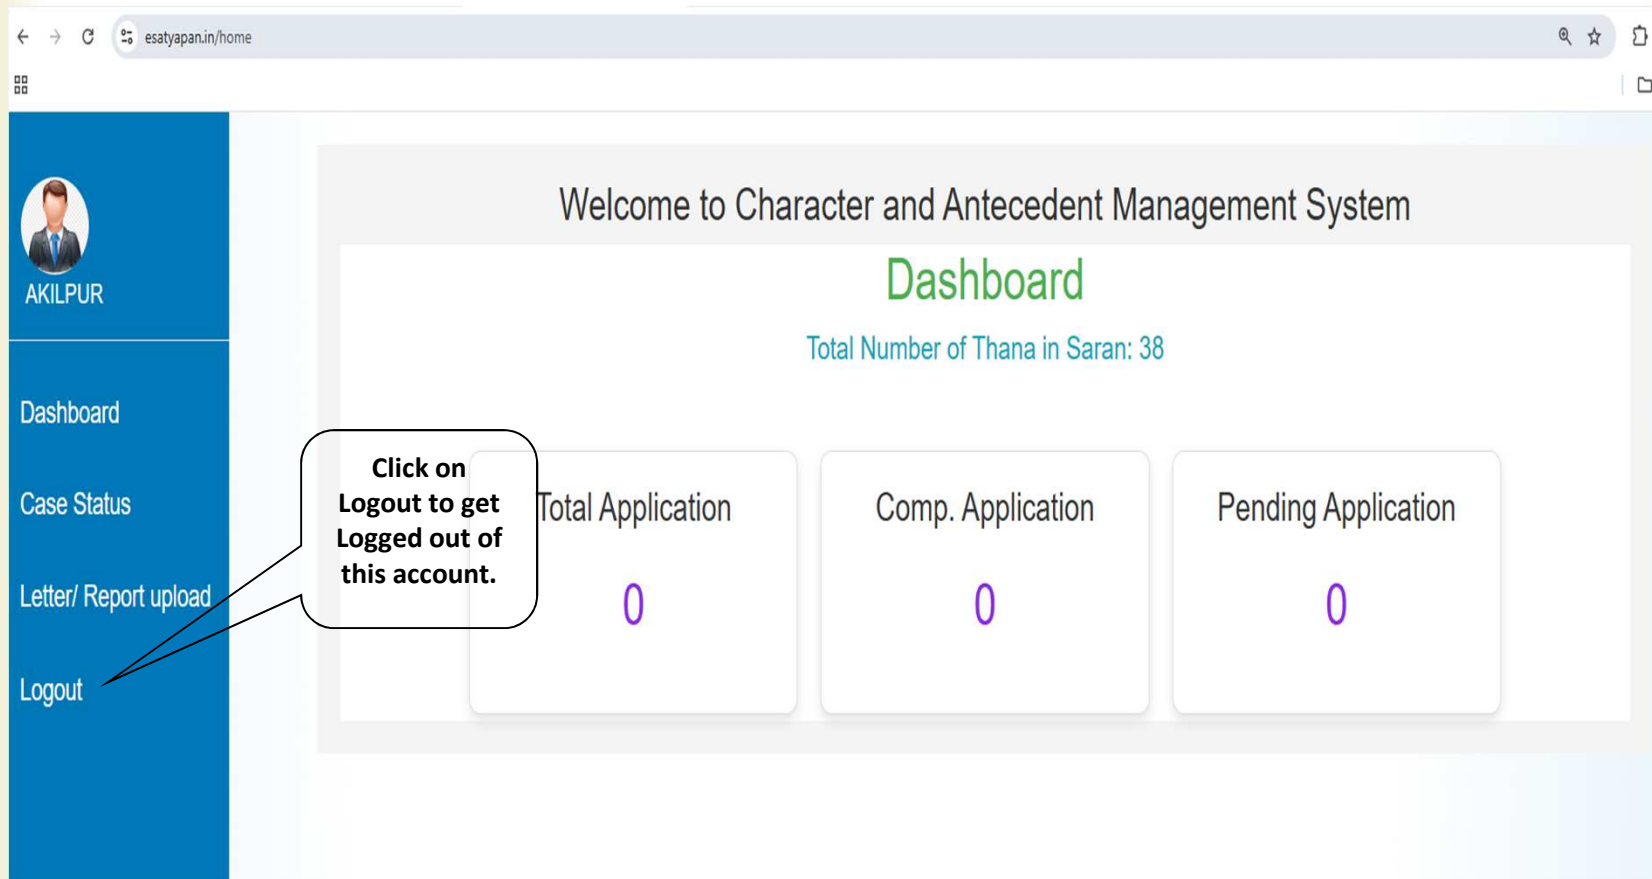 esatyapan.in/home
AKILPUR
Dashboard
Case Status
Letter/ Report upload
Logout
Click on
Logout to get
Logged out of
this account.
Welcome to Character and Antecedent Management System
Dashboard
Total Number of Thana in Saran: 38
Total Application
0
Comp. Application
0
Pending Application
0